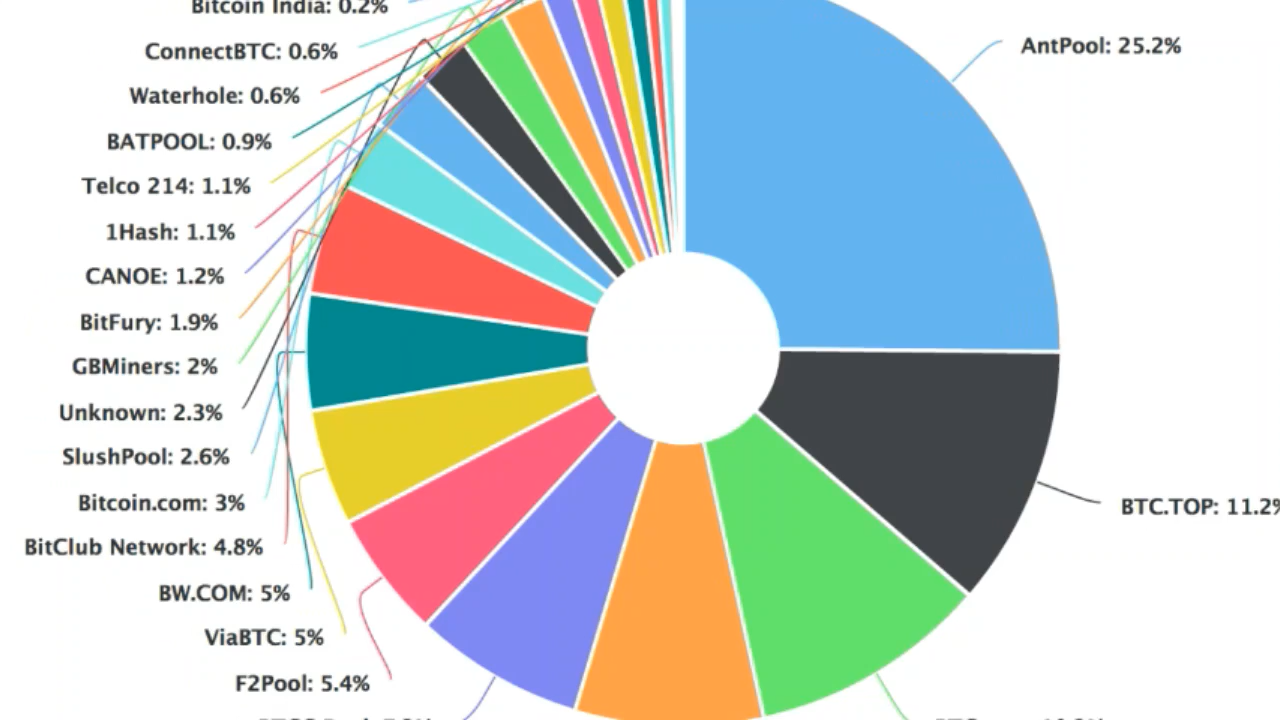 Bitcoin India: 0.2%
AntPool: 25.2%
ConnectBTC: 0.6%
Waterhole: 0.6%
BATPOOL: 0.9%
Telco 214: 1.1%
1Hash: 1.1%
CANOE: 1.2%
BitFury: 1.9%
GBMiners: 2%
Unknown: 2.3%
SlushPool: 2.6%
Bitcoin.com: 3%
BTC.TOP: 11.2%
BitClub Network: 4.8%
BW.COM: 5%
ViaBTC: 5%
F2Pool: 5.4%